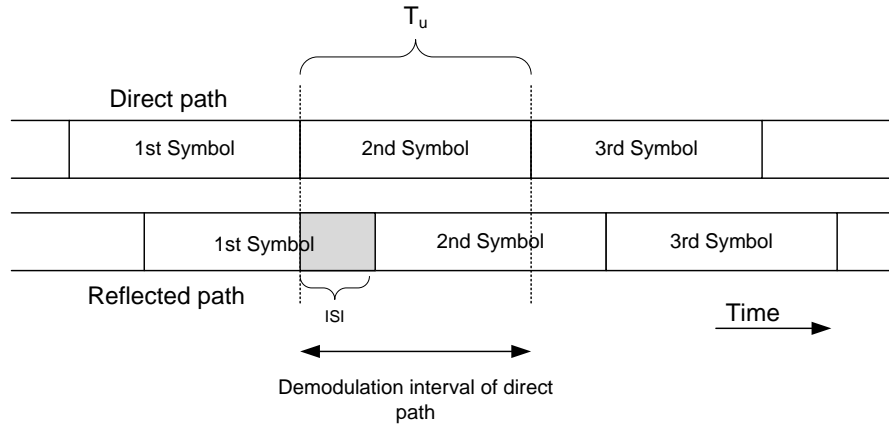 Tu
Direct path
1st Symbol
2nd Symbol
3rd Symbol
1st Symbol
2nd Symbol
3rd Symbol
Reflected path
ISI
Time
Demodulation interval of direct
path